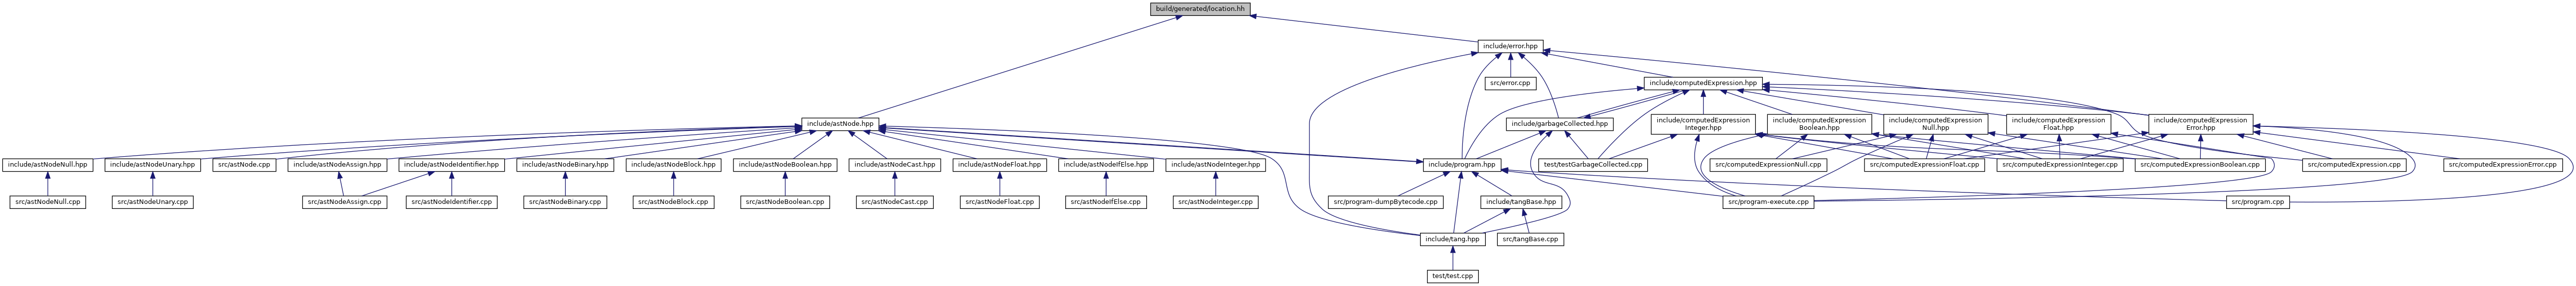 build/generated/location.hh
include/error.hpp
src/error.cpp
include/computedExpression.hpp
include/astNode.hpp
include/garbageCollected.hpp
include/computedExpression
Integer.hpp
include/computedExpression
Boolean.hpp
include/computedExpression
Null.hpp
include/computedExpression
Float.hpp
include/computedExpression
Error.hpp
include/astNodeNull.hpp
include/astNodeUnary.hpp
src/astNode.cpp
include/astNodeAssign.hpp
include/astNodeIdentifier.hpp
include/astNodeBinary.hpp
include/astNodeBlock.hpp
include/astNodeBoolean.hpp
include/astNodeCast.hpp
include/astNodeFloat.hpp
include/astNodeIfElse.hpp
include/astNodeInteger.hpp
include/program.hpp
test/testGarbageCollected.cpp
src/computedExpressionNull.cpp
src/computedExpressionFloat.cpp
src/computedExpressionInteger.cpp
src/computedExpressionBoolean.cpp
src/computedExpression.cpp
src/computedExpressionError.cpp
src/astNodeNull.cpp
src/astNodeUnary.cpp
src/astNodeAssign.cpp
src/astNodeIdentifier.cpp
src/astNodeBinary.cpp
src/astNodeBlock.cpp
src/astNodeBoolean.cpp
src/astNodeCast.cpp
src/astNodeFloat.cpp
src/astNodeIfElse.cpp
src/astNodeInteger.cpp
src/program-dumpBytecode.cpp
include/tangBase.hpp
src/program-execute.cpp
src/program.cpp
include/tang.hpp
src/tangBase.cpp
test/test.cpp